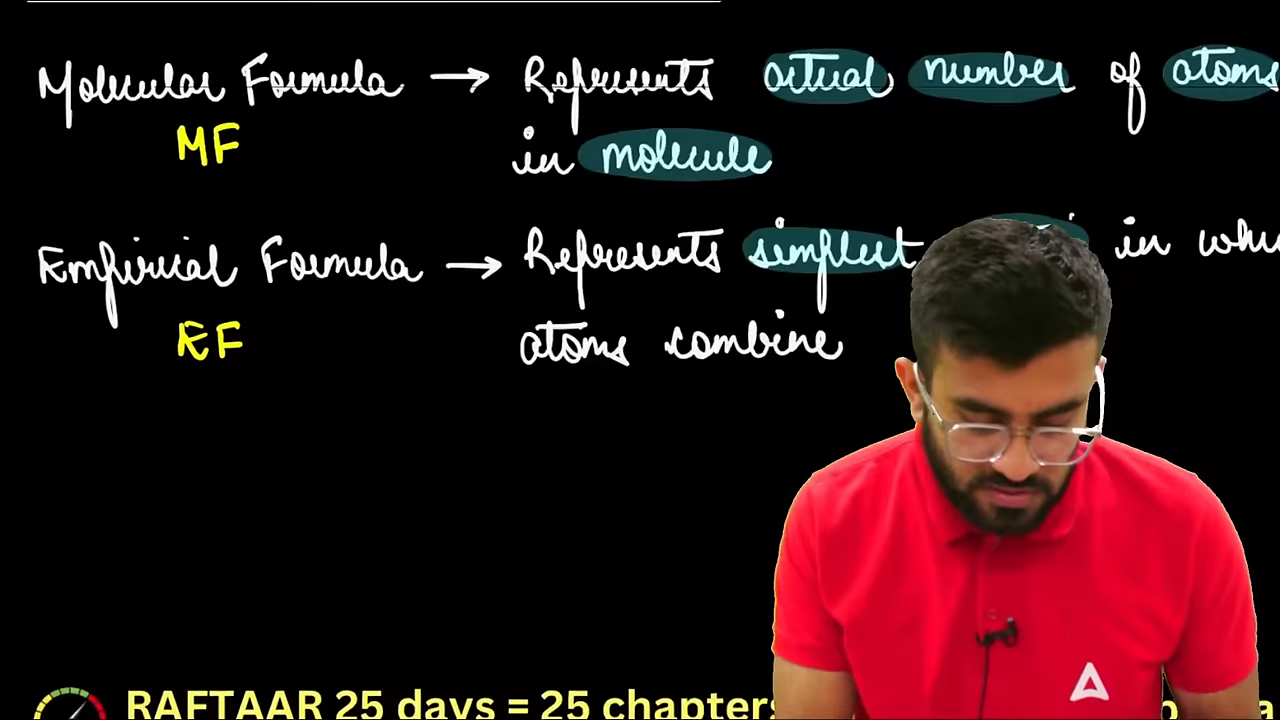 Molecular Formula → Represents actual number of atoms
MF
in molecule
Empirical Formula → Represents simplest in
EF
atoms combine
RAFTAAR 25 days = 25 chapters